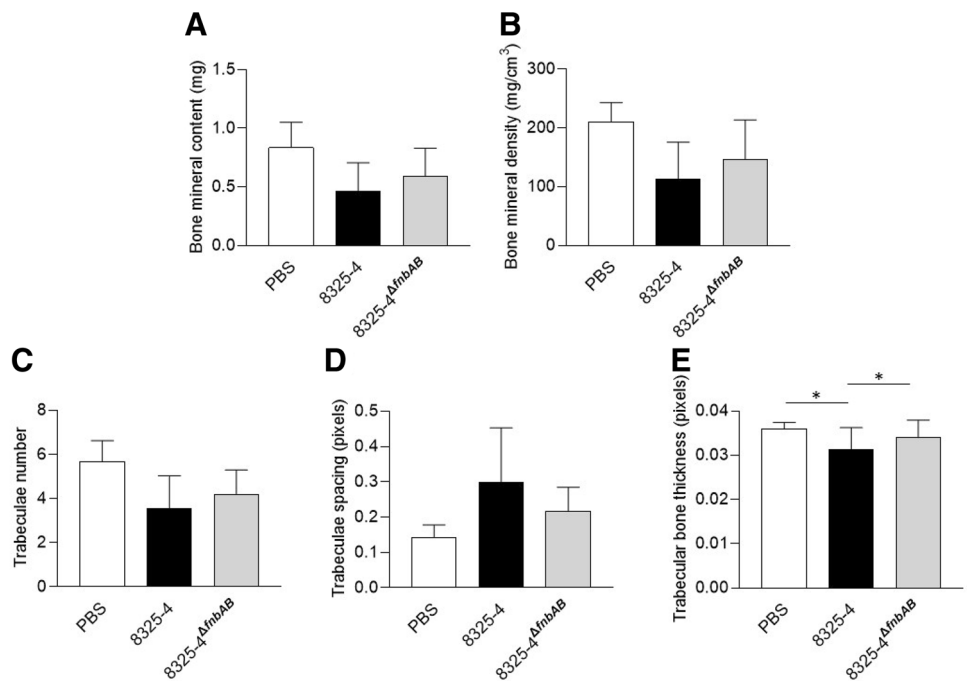 A
Bone mineral content (mg)
1.5
1.0
0.5
0.0
PBS
8325-4
8325-4ΔfnbAB
B
Bone mineral density (mg/cm3)
300
200
100
0
PBS
8325-4
8325-4ΔfnbAB
C
Trabeculae number
8
6
4
2
0
PBS
8325-4
8325-4ΔfnbAB
D
Trabeculae spacing (pixels)
0.5
0.4
0.3
0.2
0.1
0.0
PBS
8325-4
8325-4ΔfnbAB
E
Trabecular bone thickness (pixels)
0.04
0.03
0.02
0.01
0.00
*
*
PBS
8325-4
8325-4ΔfnbAB